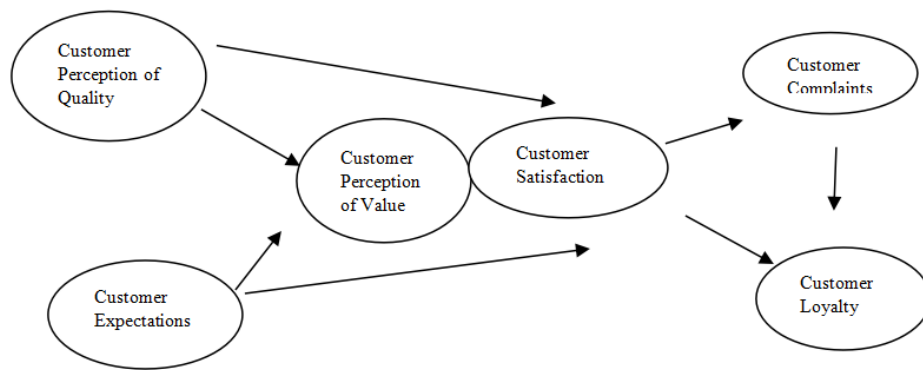 Customer
Perception of
Quality
Customer
Perception
of Value
Customer
Satisfaction
Customer
Complaints
Customer
Expectations
Customer
Loyalty